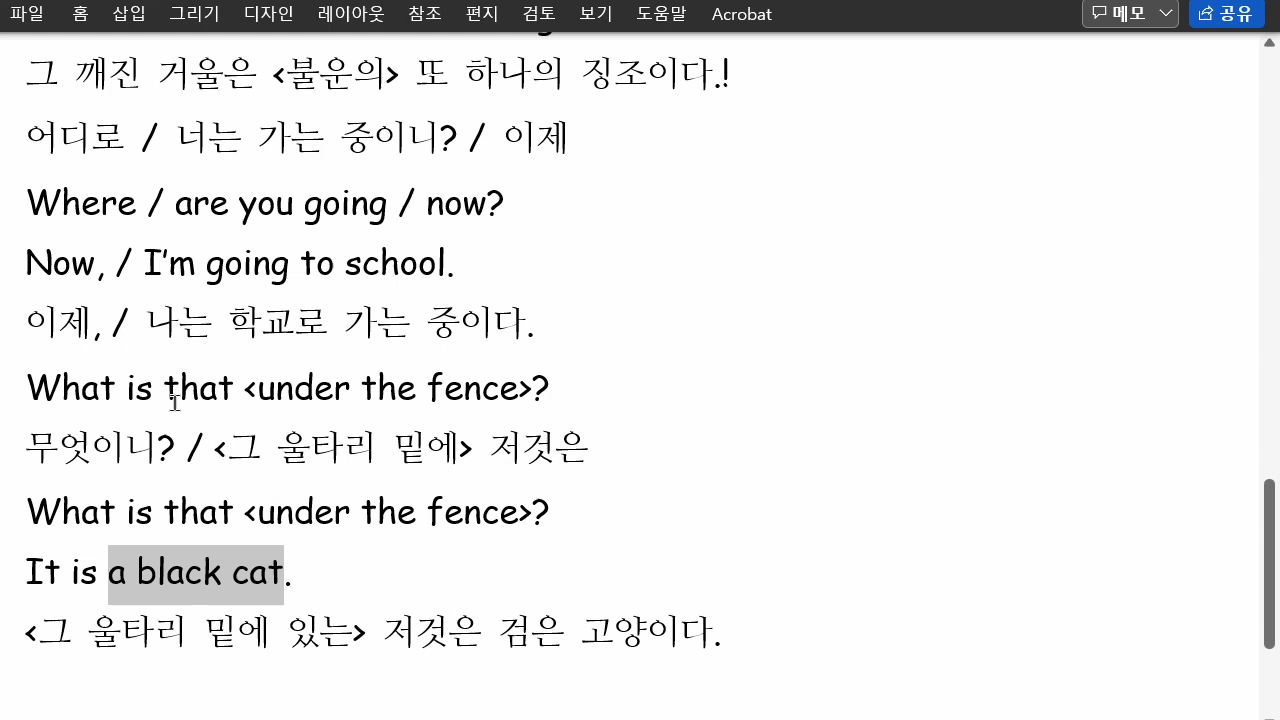 파일 홈 삽입 그리기 디자인 레이아웃 참조 편지 검토 보기 도움말 Acrobat 메모 공유
그 깨진 거울은 <불운의> 또 하나의 징조이다.!
어디로 / 너는 가는 중이니? / 이제
Where / are you going / now?
Now, / I'm going to school.
이제, / 나는 학교로 가는 중이다.
What is that <under the fence>?
무엇이니? / <그 울타리 밑에> 저것은
What is that <under the fence>?
It is a black cat.
<그 울타리 밑에 있는> 저것은 검은 고양이다.